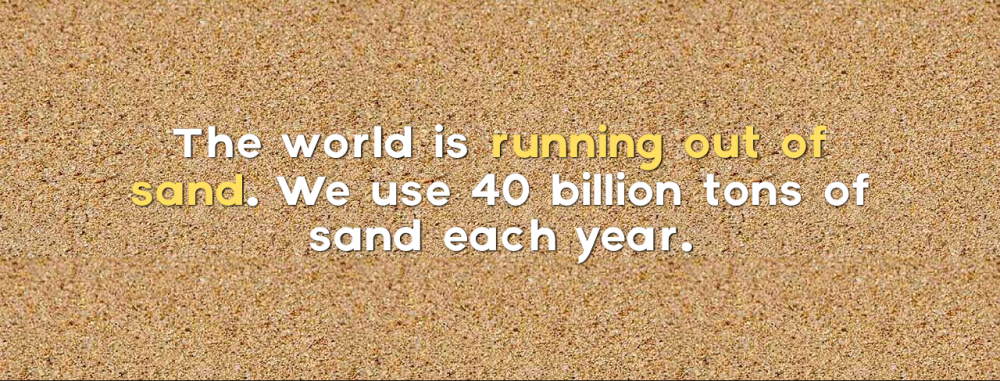 The world is running out of
sand. We use 40 billion tons of
sand each year.